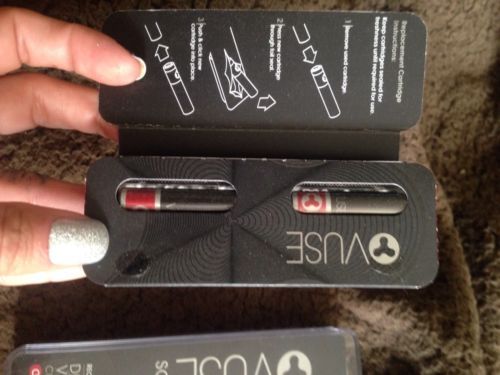 Replacement Cartridge
Instructions:
Keep cartridges sealed for
freshness until required for use.
1 Remove used cartridge.
2 Press new cartridge
through foil seal.
3 Push & click new
cartridge into place.
VUSE
VUSE